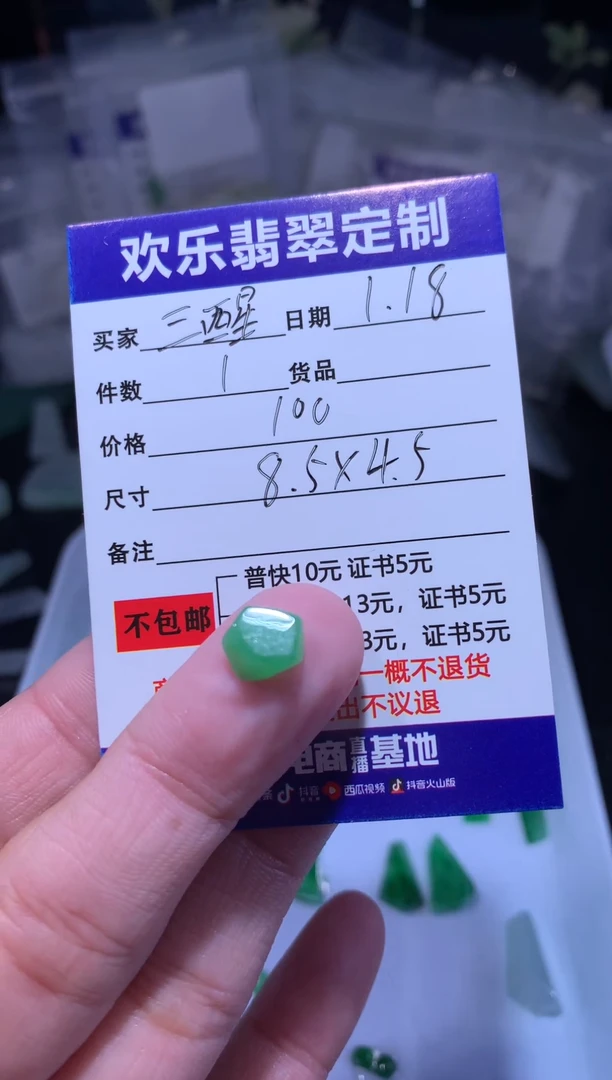 欢乐翡翠定制
买家 三酉星 日期 1.18
件数 1 货品
价格 100
尺寸 8.5×4.5
备注
普快10元 证书5元
不包邮
13元，证书5元
3元，证书5元
一概不退货
出不议退
电商直播基地
抖音 西瓜视频 抖音火山版